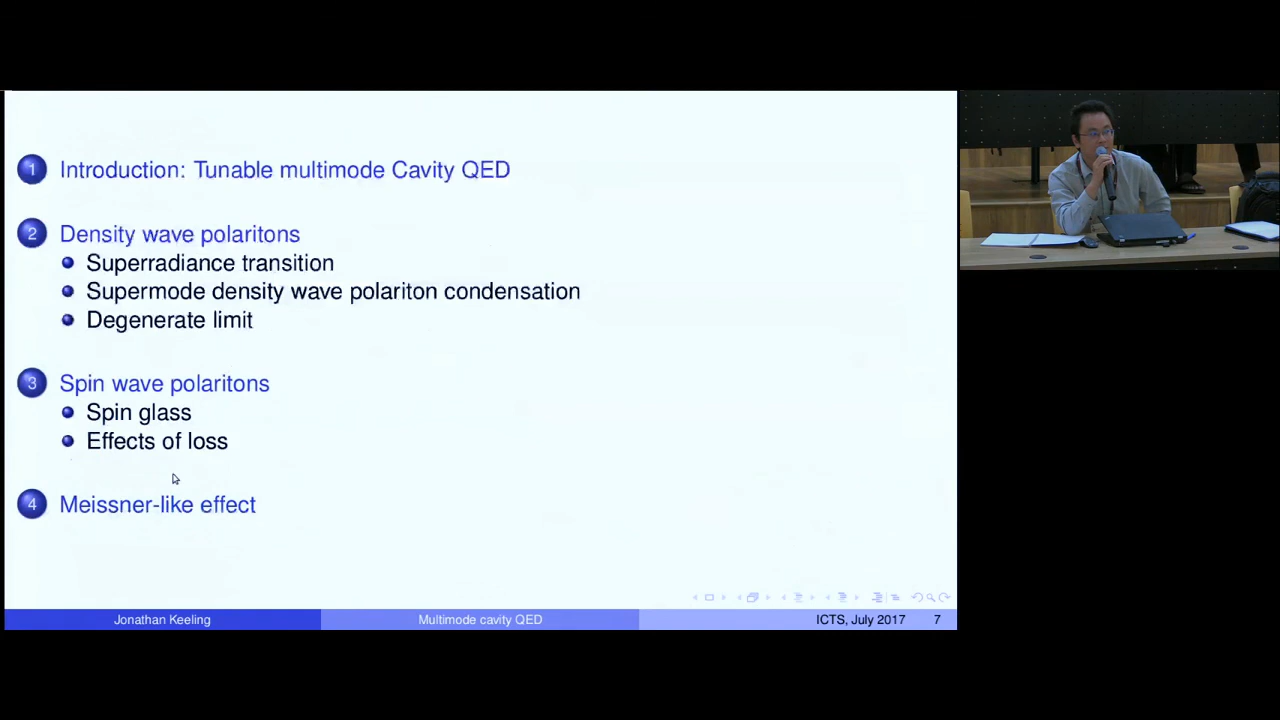 1 Introduction: Tunable multimode Cavity QED
2 Density wave polaritons
Superradiance transition
Supermode density wave polariton condensation
Degenerate limit
3 Spin wave polaritons
Spin glass
Effects of loss
4 Meissner-like effect
Jonathan Keeling Multimode cavity QED ICTS, July 2017 7